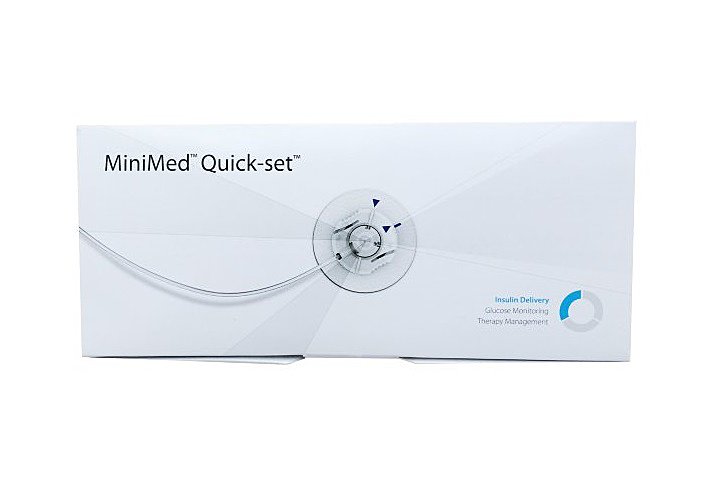 MiniMed™ Quick-set™
Insulin Delivery
Glucose Monitoring
Therapy Management